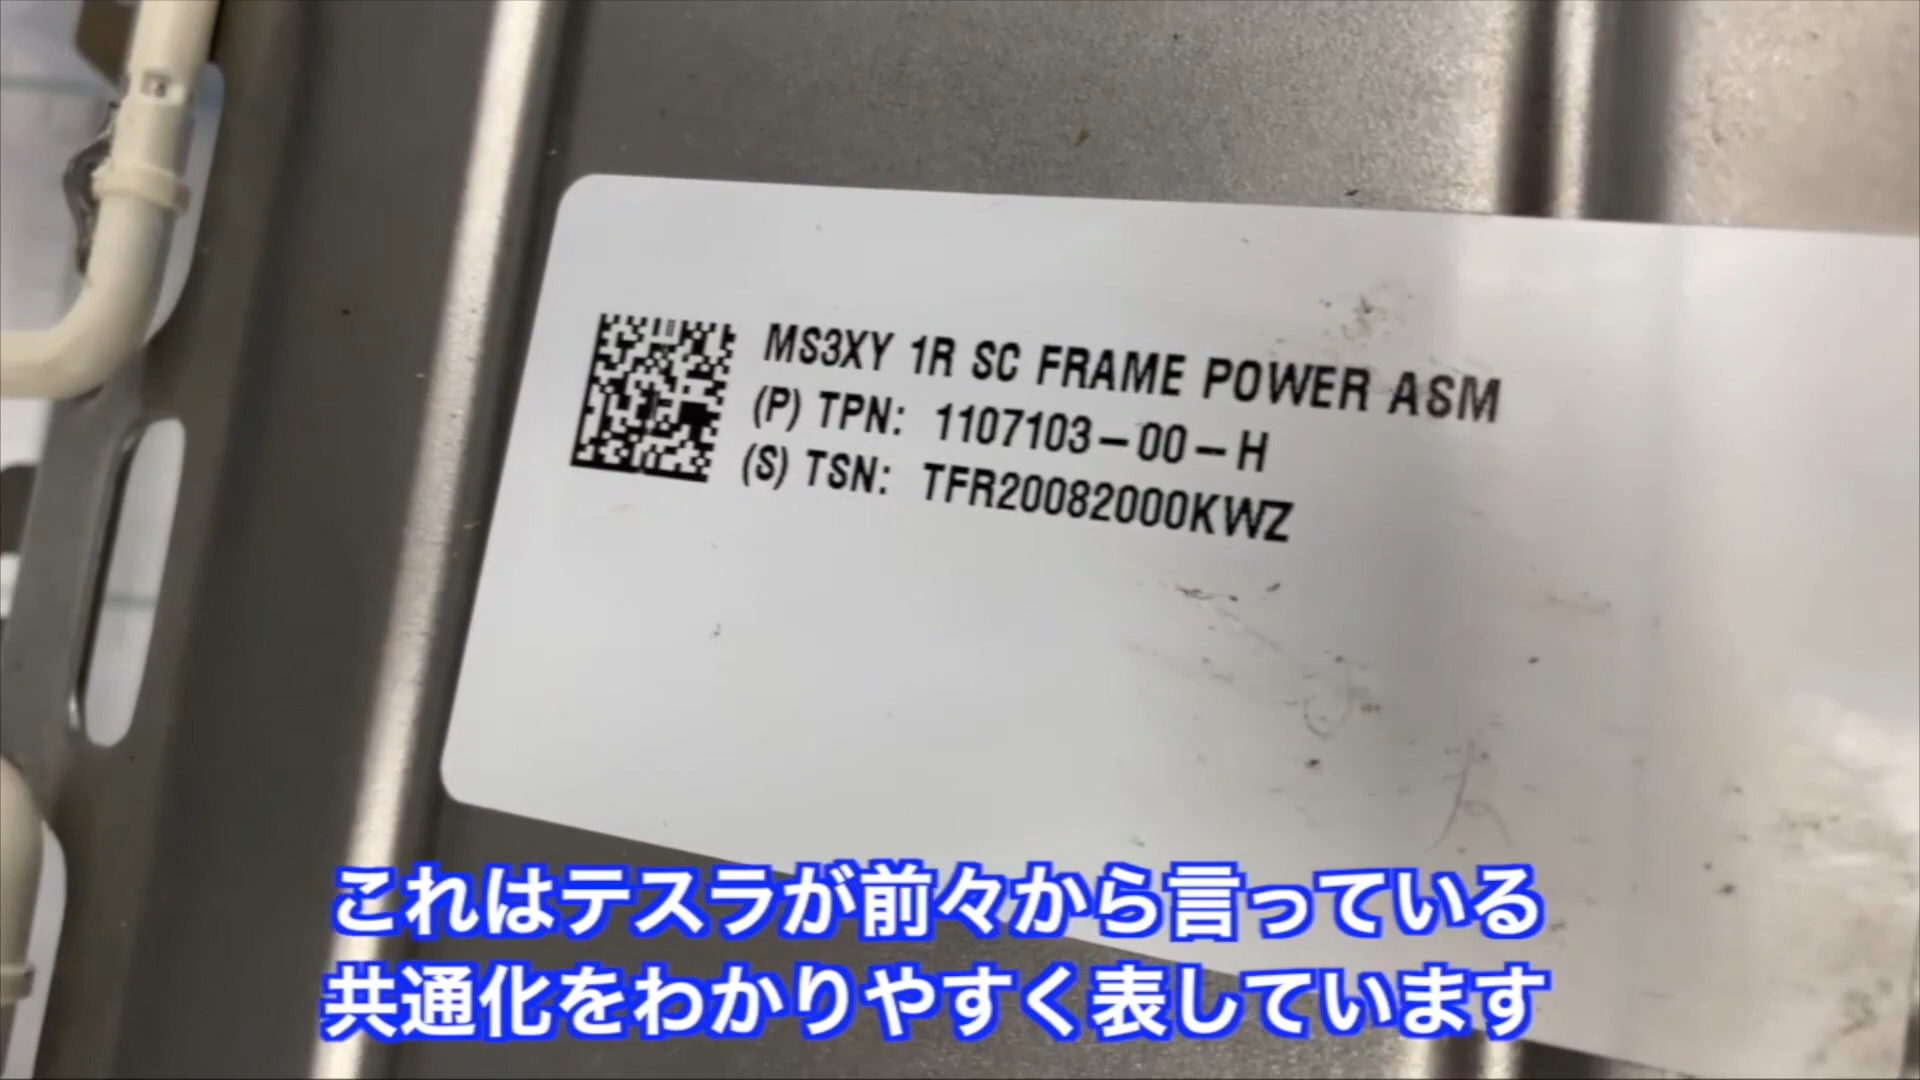 MS3XY 1R SC FRAME POWER ASM
(P) TPN: 1107103-00-H
(S) TSN: TFR20082000KWZ
これはテスラが前々から言っている
共通化をわかりやすく表しています